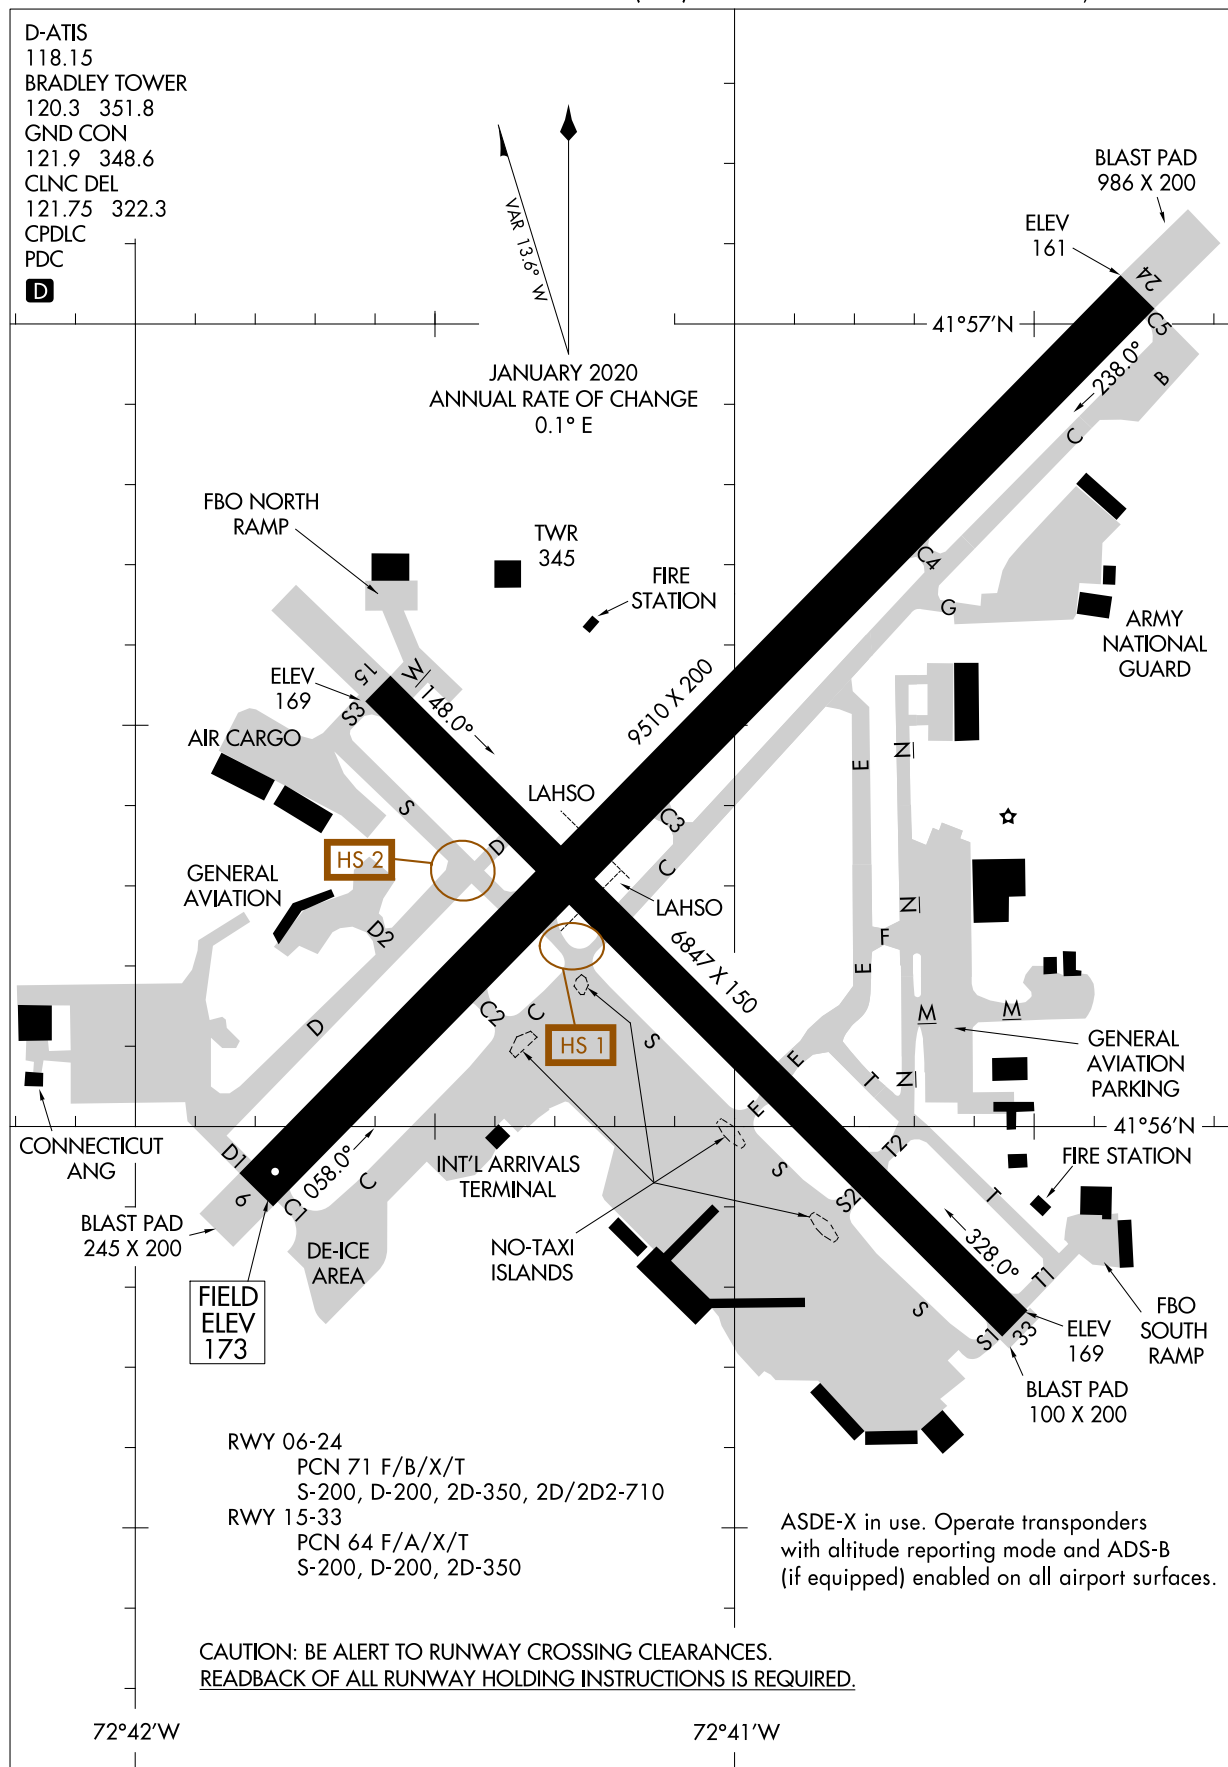 D-ATIS
118.15
BRADLEY TOWER
120.3 351.8
GND CON
121.9 348.6
CLNC DEL
121.75 322.3
CPDLC
PDC
D
VAR 13.6° W
JANUARY 2020
ANNUAL RATE OF CHANGE
0.1° E
BLAST PAD
986 X 200
ELEV
161
24
41°57'N
C5
238.0°
B
C
FBO NORTH
RAMP
TWR
345
FIRE
STATION
C4
G
ARMY
NATIONAL
GUARD
ELEV
169
15
W
S3
148.0°
9510 X 200
AIR CARGO
S
LAHSO
C3
E
N
HS 2
D
C
GENERAL
AVIATION
LAHSO
D2
6847 X 150
N
F
E
D
C2
C
HS 1
S
M
M
GENERAL
AVIATION
PARKING
E
T
N
E
41°56'N
CONNECTICUT
ANG
D1
6
058.0°
C
C1
INT'L ARRIVALS
TERMINAL
S
T2
S2
T
FIRE STATION
BLAST PAD
245 X 200
DE-ICE
AREA
NO-TAXI
ISLANDS
328.0°
T1
S
S1
33
FIELD
ELEV
173
ELEV
169
FBO
SOUTH
RAMP
BLAST PAD
100 X 200
RWY 06-24
PCN 71 F/B/X/T
S-200, D-200, 2D-350, 2D/2D2-710
RWY 15-33
PCN 64 F/A/X/T
S-200, D-200, 2D-350
ASDE-X in use. Operate transponders
with altitude reporting mode and ADS-B
(if equipped) enabled on all airport surfaces.
CAUTION: BE ALERT TO RUNWAY CROSSING CLEARANCES.
READBACK OF ALL RUNWAY HOLDING INSTRUCTIONS IS REQUIRED.
72°42'W
72°41'W